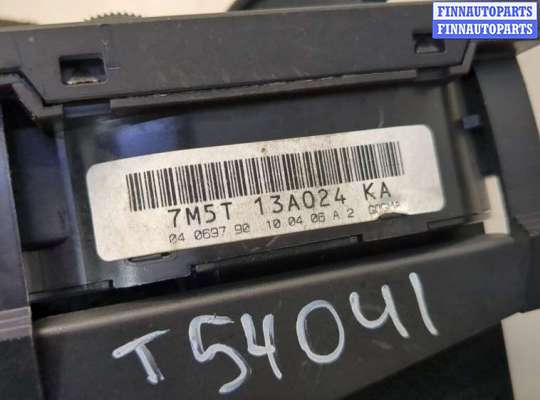 FINNAUTOPARTS
FINNAUTOPARTS
7M5T 13A024 KA
04 0697 90 10 04 06 A 2
T54041